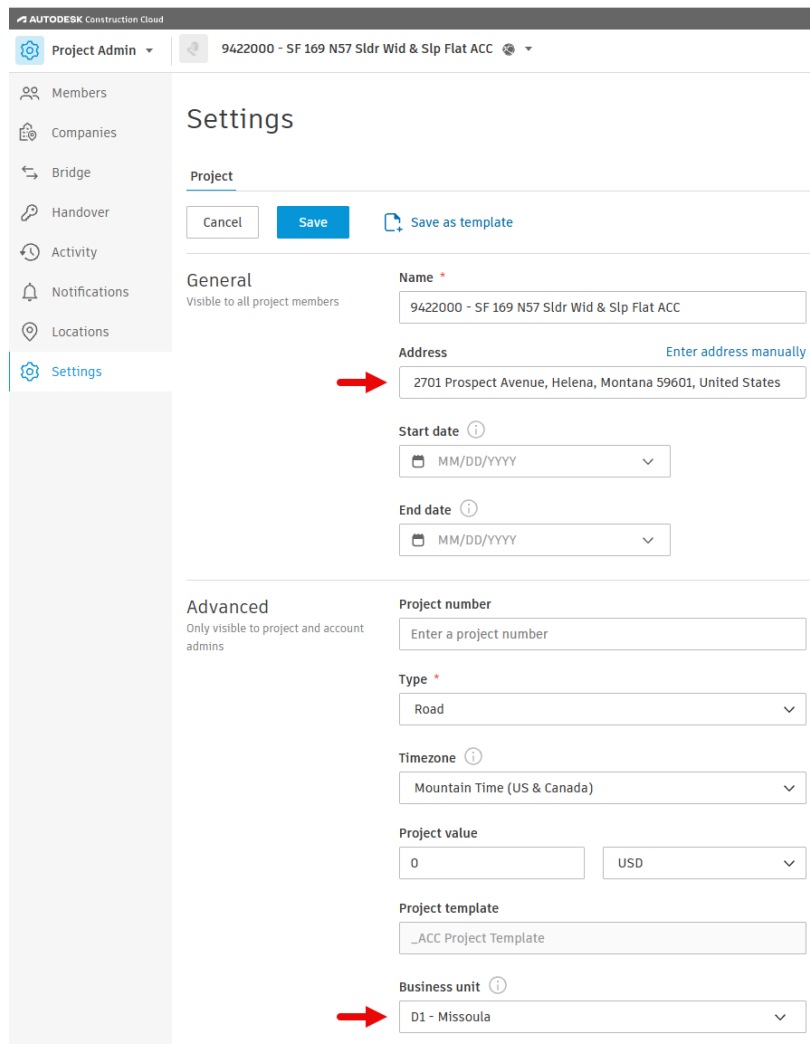 AUTODESK Construction Cloud
Project Admin
9422000 - SF 169 N57 Sldr Wid & Slp Flat ACC
Members
Companies
Bridge
Handover
Activity
Notifications
Locations
Settings
Settings
Project
Cancel
Save
Save as template
General
Visible to all project members
Name *
9422000 - SF 169 N57 Sldr Wid & Slp Flat ACC
Address
Enter address manually
2701 Prospect Avenue, Helena, Montana 59601, United States
Start date
MM/DD/YYYY
End date
MM/DD/YYYY
Advanced
Only visible to project and account
admins
Project number
Enter a project number
Type *
Road
Timezone
Mountain Time (US & Canada)
Project value
0
USD
Project template
_ACC Project Template
Business unit
D1 - Missoula